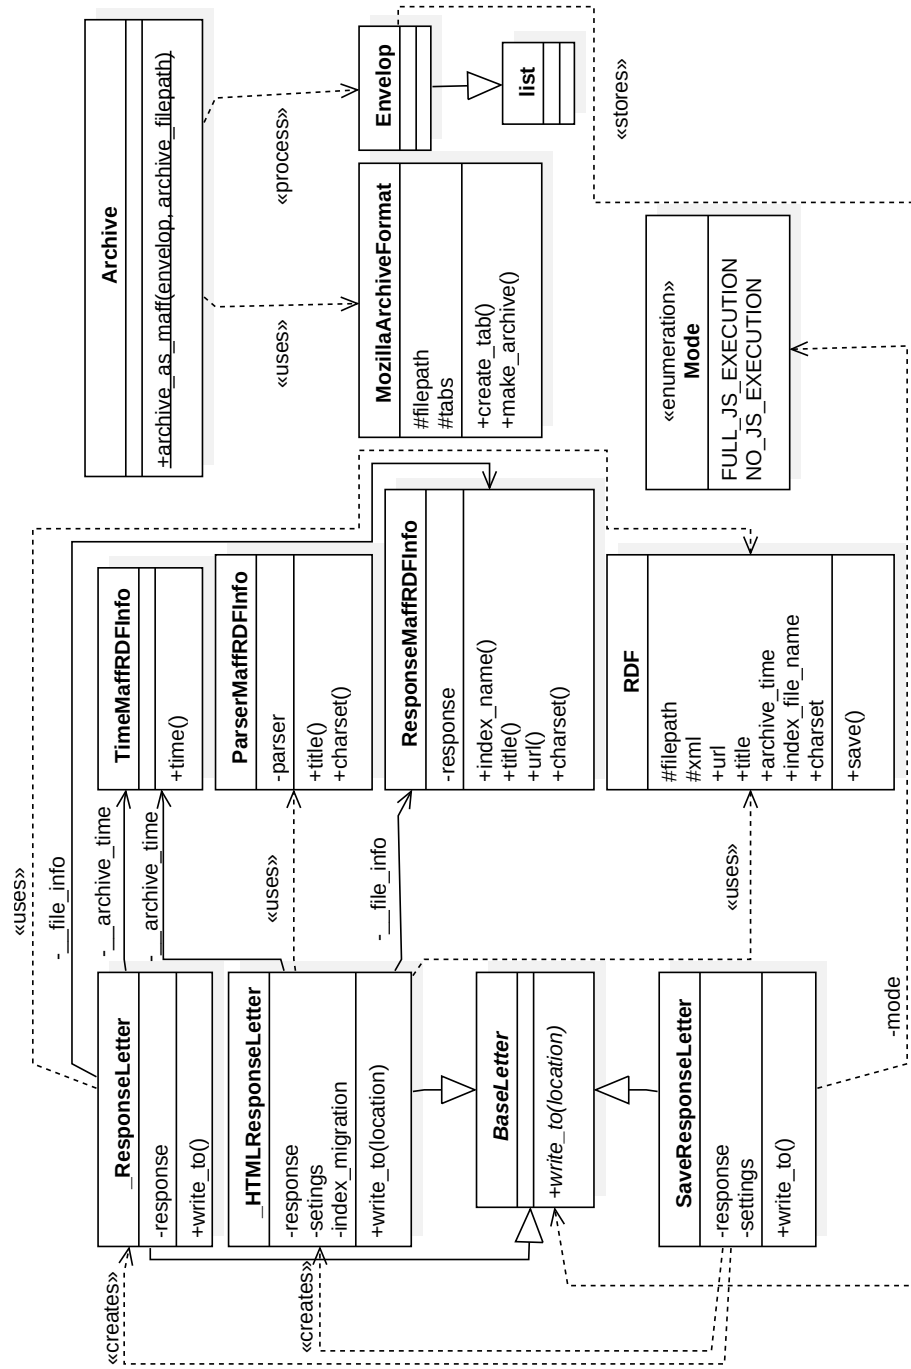 Archive
+archive_as_maff(envelop, archive_filepath)
«process»
«uses»
Envelop
list
«stores»
MozillaArchiveFormat
#filepath
#tabs
+create_tab()
+make_archive()
«enumeration»
Mode
FULL_JS_EXECUTION
NO_JS_EXECUTION
«uses»
-__file_info
TimeMaffRDFInfo
+time()
-__archive_time
-__archive_time
ParserMaffRDFInfo
-parser
+title()
+charset()
«uses»
ResponseMaffRDFInfo
-response
+index_name()
+title()
+url()
+charset()
-__file_info
RDF
#filepath
#xml
+url
+title
+archive_time
+index_file_name
+charset
+save()
«uses»
_ResponseLetter
-response
+write_to()
_HTMLResponseLetter
-response
-settings
-index_migration
+write_to(location)
BaseLetter
+write_to(location)
SaveResponseLetter
-response
-settings
+write_to()
-mode
«creates»
«creates»